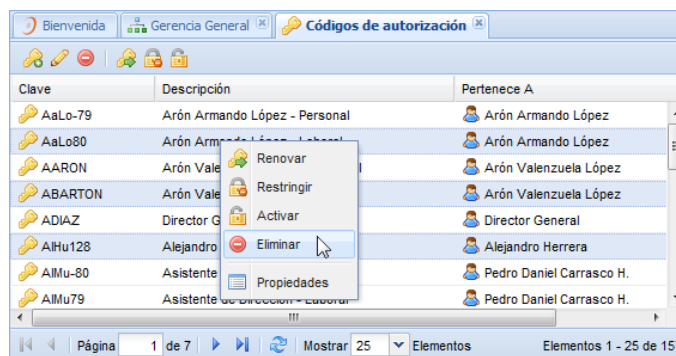 Bienvenida Gerencia General Códigos de autorización
Clave Descripción Pertenece A
AaLo-79 Arón Armando López - Personal Arón Armando López
AaLo80 Arón Armando López - Laboral Arón Armando López
AARON Arón Vale Arón Valenzuela López
ABARTON Arón Vale Arón Valenzuela López
ADIAZ Director G Director General
AlHu128 Alejandro Alejandro Herrera
AlMu-80 Asistente Pedro Daniel Carrasco H.
AlMu79 Asistente de Dirección - Laboral Pedro Daniel Carrasco H.
Renovar
Restringir
Activar
Eliminar
Propiedades
Página 1 de 7 Mostrar 25 Elementos Elementos 1 - 25 de 15